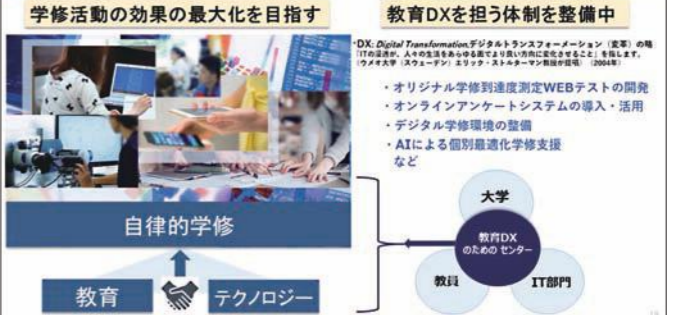 学修活動の効果の最大化を目指す
教育DXを担う体制を整備中
*DX: Digital Transformation,デジタルトランスフォーメーション（変革）の略
「ITの浸透が、人々の生活をあらゆる面でより良い方向に変化させること」を指します。
(ウメオ大学（スウェーデン）エリック・ストルターマン教授が提唱）（2004年）
・オリジナル学修到達度測定WEBテストの開発
・オンラインアンケートシステムの導入・活用
・デジタル学修環境の整備
・AIによる個別最適化学修支援
など
自律的学修
教育
テクノロジー
大学
教育DX
のための センター
教員
IT部門